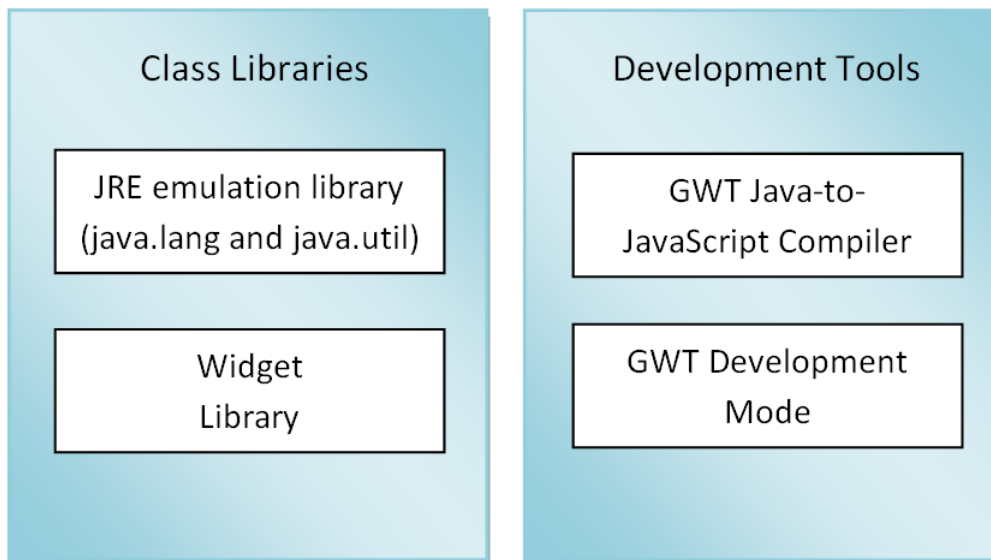 Class Libraries
JRE emulation library
(java.lang and java.util)
Widget
Library
Development Tools
GWT Java-to-
JavaScript Compiler
GWT Development
Mode